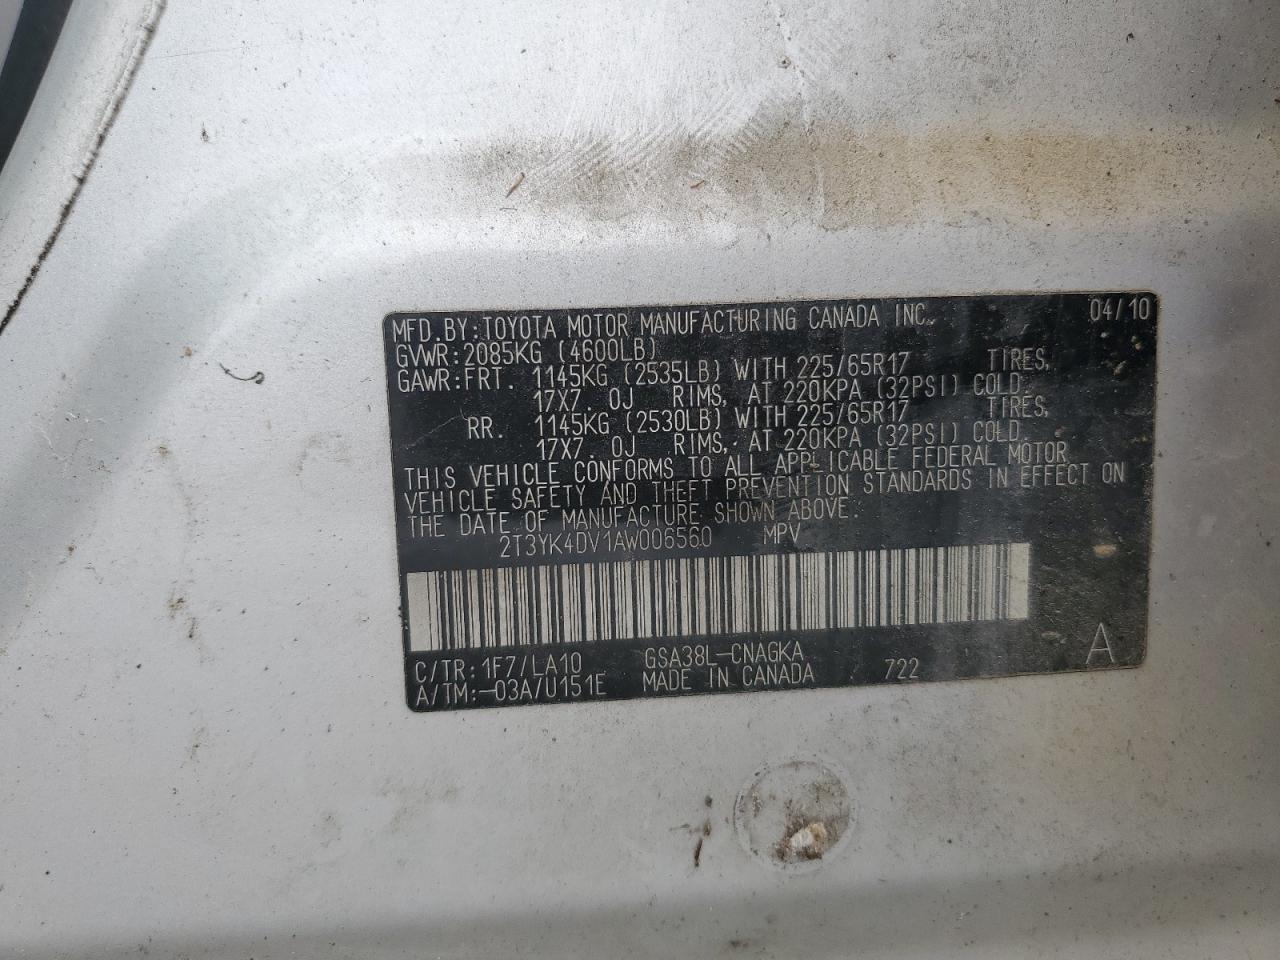 MFD.BY:TOYOTA MOTOR MANUFACTURING CANADA INC. 04/10
GVWR:2085KG (4600LB)
GAWR:FRT. 1145KG (2535LB) WITH 225/65R17 TIRES,
17X7.0J RIMS, AT 220KPA (32PSI) COLD.
RR. 1145KG (2530LB) WITH 225/65R17 TIRES,
17X7.0J RIMS, AT 220KPA (32PSI) COLD.
THIS VEHICLE CONFORMS TO ALL APPLICABLE FEDERAL MOTOR
VEHICLE SAFETY AND THEFT PREVENTION STANDARDS IN EFFECT ON
THE DATE OF MANUFACTURE SHOWN ABOVE.
2T3YK4DV1AW006560 MPV
C/TR:1F7/LA10 GSA38L-CNAGKA
A/TM:-03A/U151E MADE IN CANADA 722 A